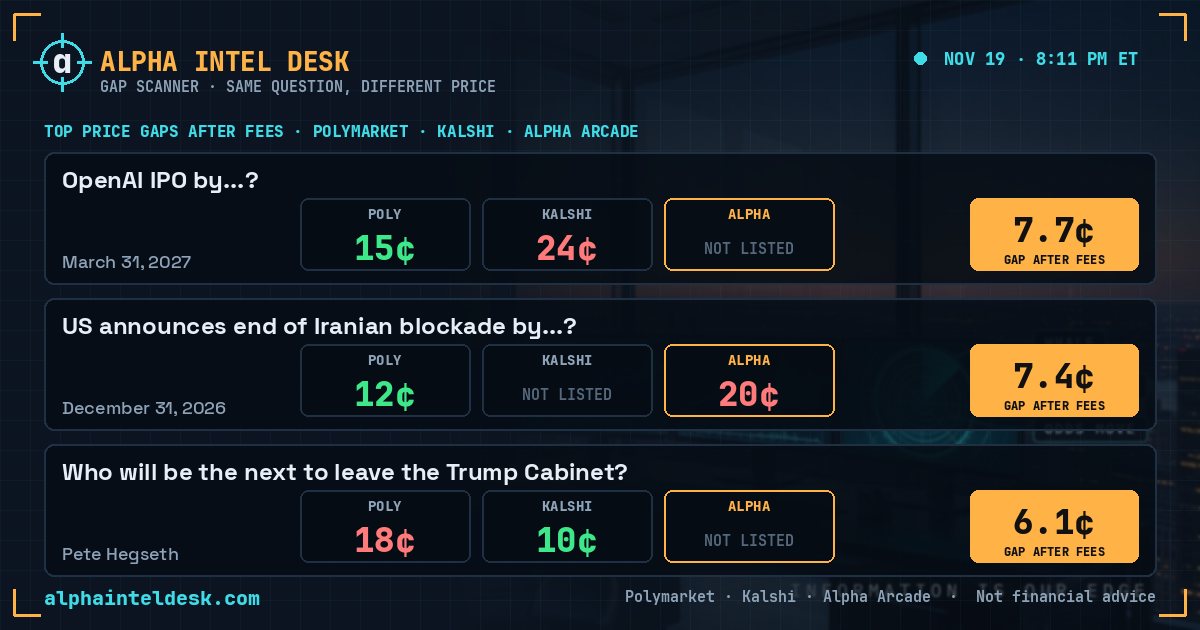 α ALPHA INTEL DESK
GAP SCANNER · SAME QUESTION, DIFFERENT PRICE
NOV 19 · 8:11 PM ET
TOP PRICE GAPS AFTER FEES · POLYMARKET · KALSHI · ALPHA ARCADE
OpenAI IPO by...?
March 31, 2027
POLY
15¢
KALSHI
24¢
ALPHA
NOT LISTED
7.7¢
GAP AFTER FEES
US announces end of Iranian blockade by...?
December 31, 2026
POLY
12¢
KALSHI
NOT LISTED
ALPHA
20¢
7.4¢
GAP AFTER FEES
Who will be the next to leave the Trump Cabinet?
Pete Hegseth
POLY
18¢
KALSHI
10¢
ALPHA
NOT LISTED
6.1¢
GAP AFTER FEES
INFORMATION IS OUR EDGE
alphainteldesk.com
Polymarket · Kalshi · Alpha Arcade · Not financial advice